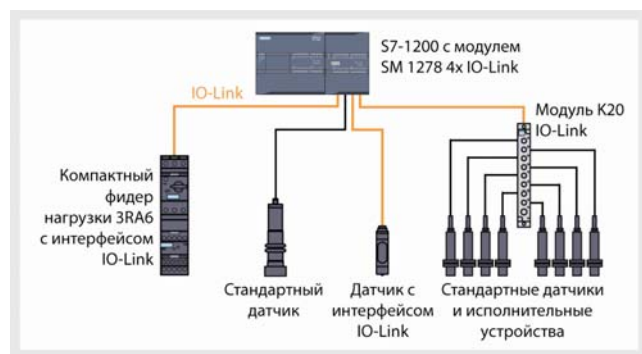 S7-1200 с модулем
SM 1278 4x IO-Link
IO-Link
Модуль K20
IO-Link
Компактный
фидер
нагрузки 3RA6
с интерфейсом
IO-Link
Стандартный
датчик
Датчик с
интерфейсом
IO-Link
Стандартные датчики
и исполнительные
устройства